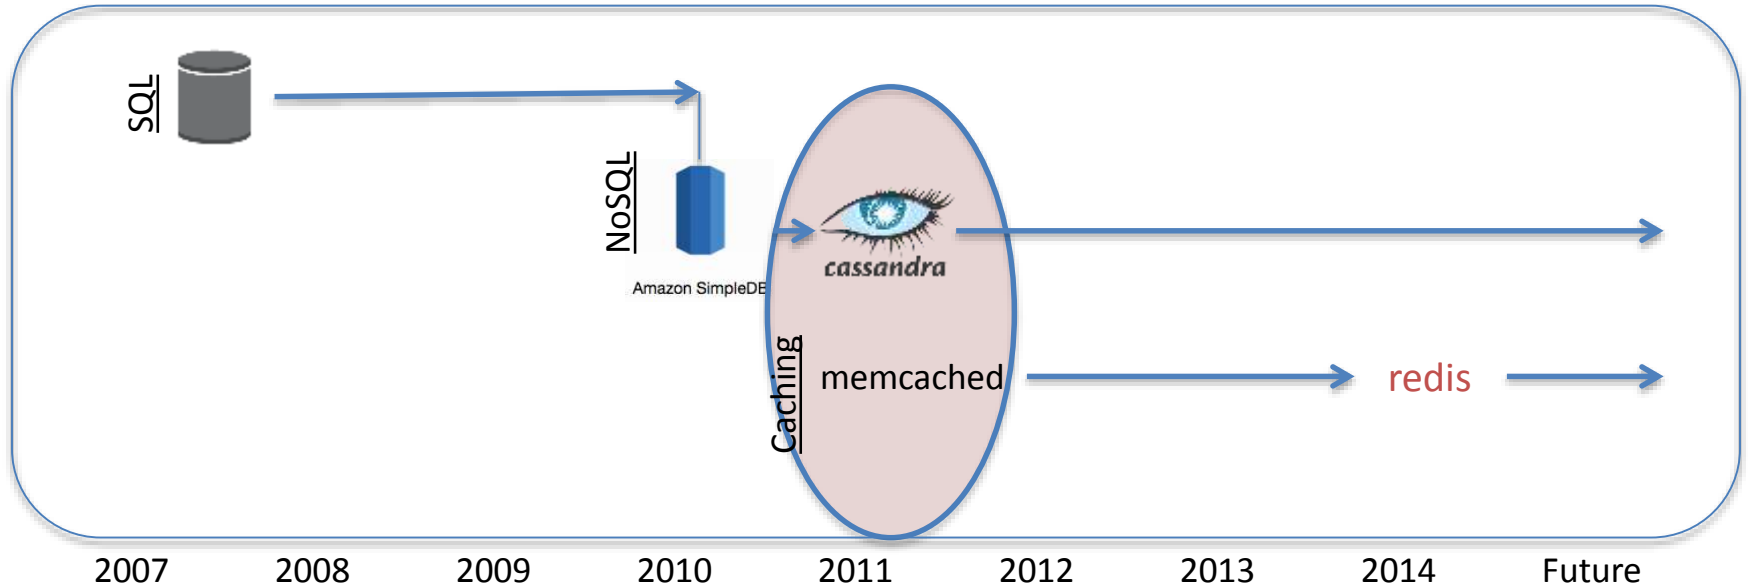 SQL
NoSQL
Amazon SimpleDB
cassandra
Caching
memcached
redis
2007 2008 2009 2010 2011 2012 2013 2014 Future